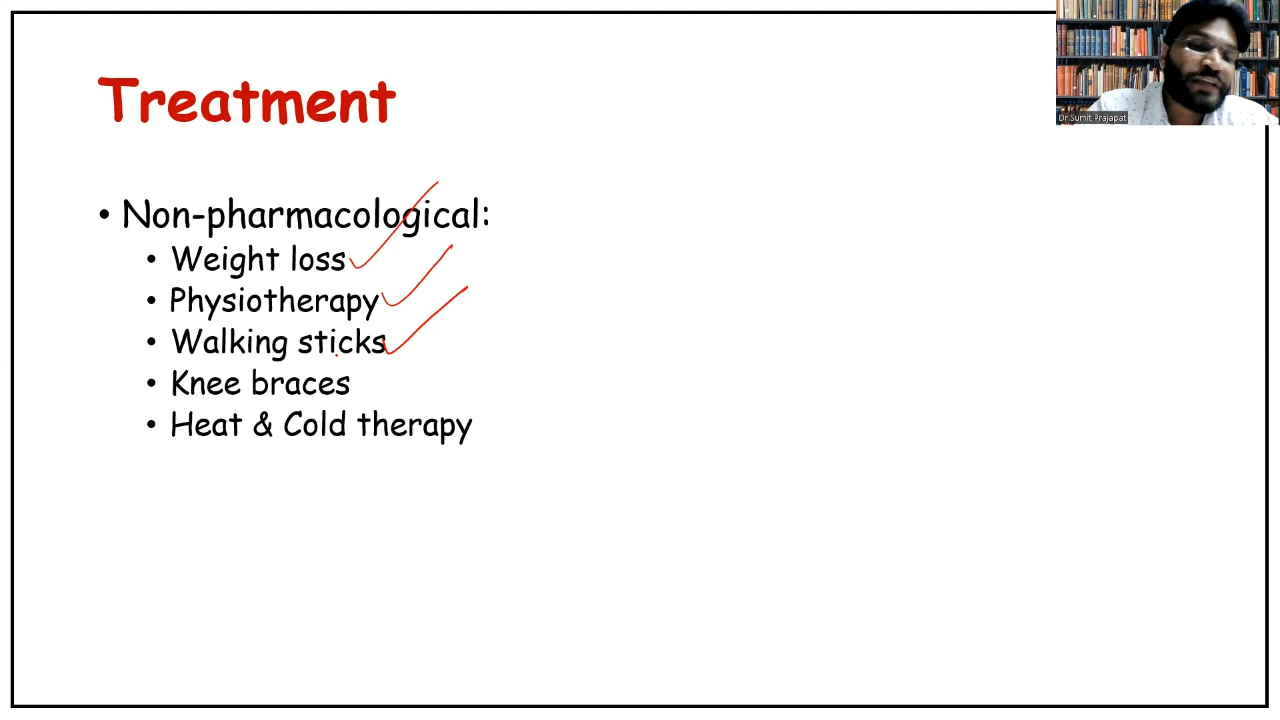 Treatment
Dr Sumit Prajapat
• Non-pharmacological:
• Weight loss
• Physiotherapy
• Walking sticks
• Knee braces
• Heat & Cold therapy